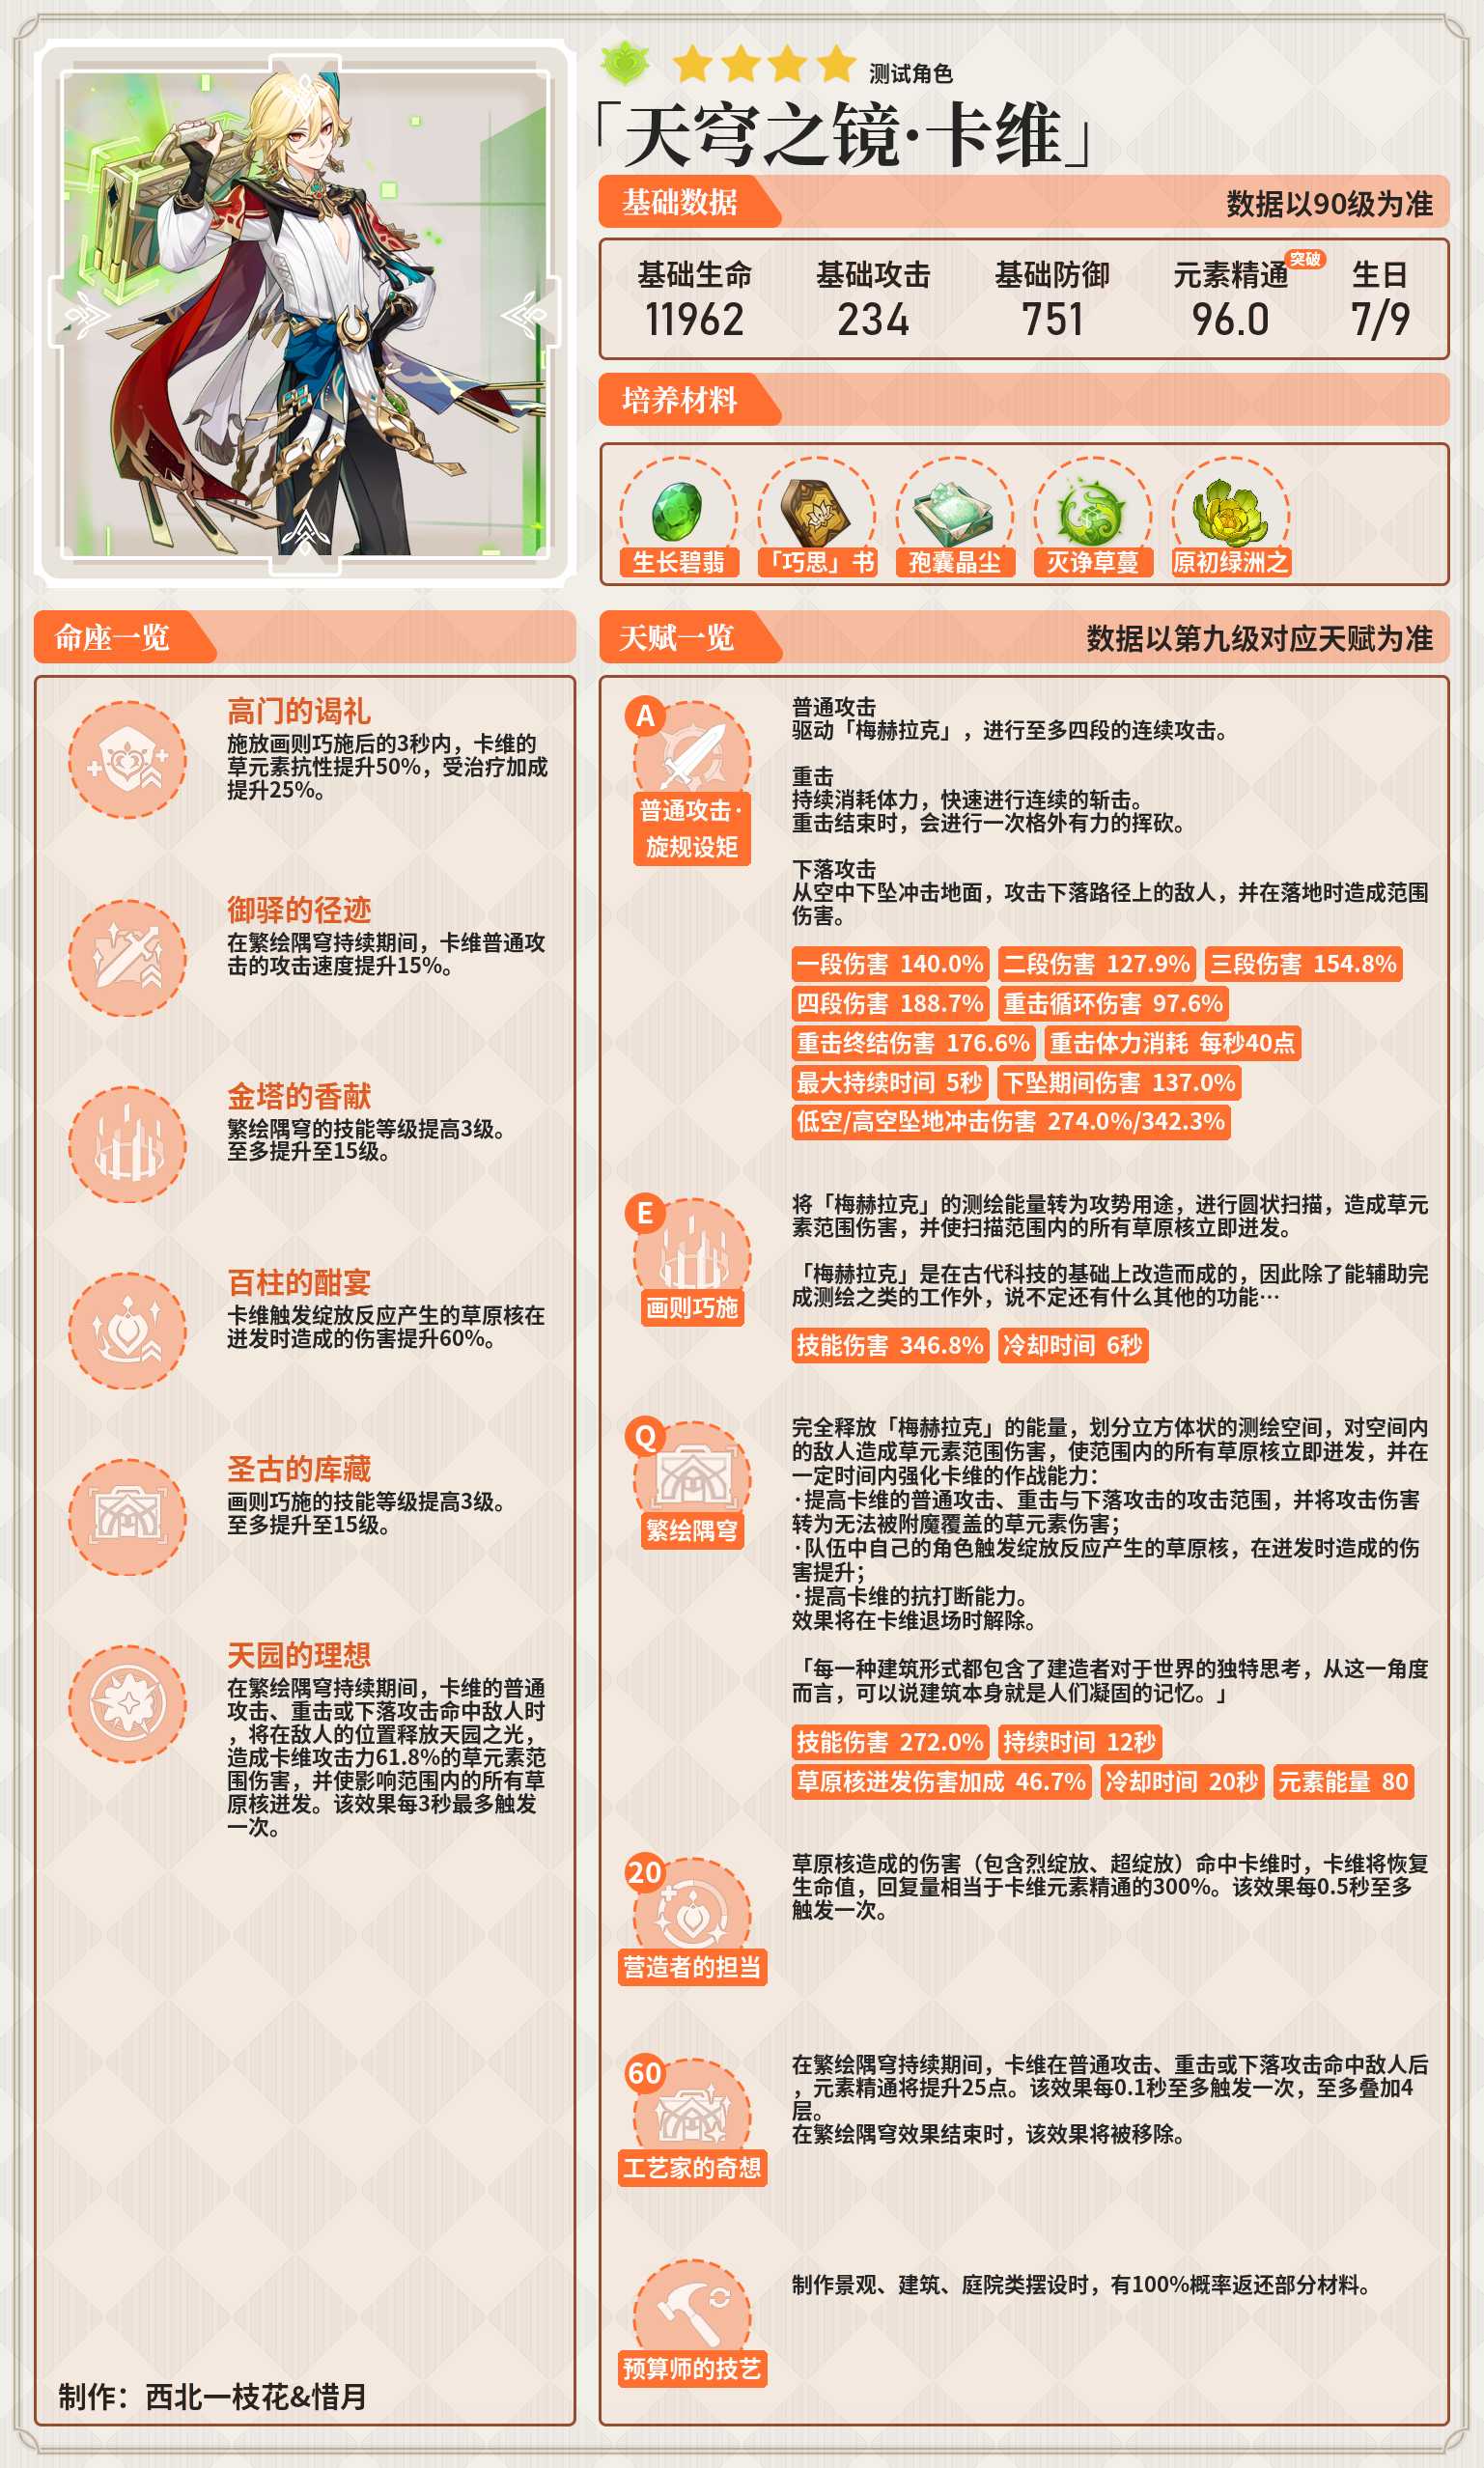 测试角色
「天穹之镜·卡维」
基础数据
数据以90级为准
基础生命
11962
基础攻击
234
基础防御
751
元素精通
突破
96.0
生日
7/9
培养材料
生长碧翡
「巧思」书
孢囊晶尘
灭诤草蔓
原初绿洲之
命座一览
高门的谒礼
施放画则巧施后的3秒内，卡维的
草元素抗性提升50%，受治疗加成
提升25%。
御驿的径迹
在繁绘隅穹持续期间，卡维普通攻
击的攻击速度提升15%。
金塔的香献
繁绘隅穹的技能等级提高3级。
至多提升至15级。
百柱的酣宴
卡维触发绽放反应产生的草原核在
迸发时造成的伤害提升60%。
圣古的库藏
画则巧施的技能等级提高3级。
至多提升至15级。
天园的理想
在繁绘隅穹持续期间，卡维的普通
攻击、重击或下落攻击命中敌人时
，将在敌人的位置释放天园之光，
造成卡维攻击力61.8%的草元素范
围伤害，并使影响范围内的所有草
原核迸发。该效果每3秒最多触发
一次。
制作：西北一枝花&惜月
天赋一览
数据以第九级对应天赋为准
A
普通攻击·
旋规设矩
普通攻击
驱动「梅赫拉克」，进行至多四段的连续攻击。
重击
持续消耗体力，快速进行连续的斩击。
重击结束时，会进行一次格外有力的挥砍。
下落攻击
从空中下坠冲击地面，攻击下落路径上的敌人，并在落地时造成范围
伤害。
一段伤害 140.0% 二段伤害 127.9% 三段伤害 154.8%
四段伤害 188.7% 重击循环伤害 97.6%
重击终结伤害 176.6% 重击体力消耗 每秒40点
最大持续时间 5秒 下坠期间伤害 137.0%
低空/高空坠地冲击伤害 274.0%/342.3%
E
画则巧施
将「梅赫拉克」的测绘能量转为攻势用途，进行圆状扫描，造成草元
素范围伤害，并使扫描范围内的所有草原核立即迸发。
「梅赫拉克」是在古代科技的基础上改造而成的，因此除了能辅助完
成测绘之类的工作外，说不定还有什么其他的功能…
技能伤害 346.8% 冷却时间 6秒
Q
繁绘隅穹
完全释放「梅赫拉克」的能量，划分立方体状的测绘空间，对空间内
的敌人造成草元素范围伤害，使范围内的所有草原核立即迸发，并在
一定时间内强化卡维的作战能力：
·提高卡维的普通攻击、重击与下落攻击的攻击范围，并将攻击伤害
转为无法被附魔覆盖的草元素伤害；
·队伍中自己的角色触发绽放反应产生的草原核，在迸发时造成的伤
害提升；
·提高卡维的抗打断能力。
效果将在卡维退场时解除。
「每一种建筑形式都包含了建造者对于世界的独特思考，从这一角度
而言，可以说建筑本身就是人们凝固的记忆。」
技能伤害 272.0% 持续时间 12秒
草原核迸发伤害加成 46.7% 冷却时间 20秒 元素能量 80
20
营造者的担当
草原核造成的伤害（包含烈绽放、超绽放）命中卡维时，卡维将恢复
生命值，回复量相当于卡维元素精通的300%。该效果每0.5秒至多
触发一次。
60
工艺家的奇想
在繁绘隅穹持续期间，卡维在普通攻击、重击或下落攻击命中敌人后
，元素精通将提升25点。该效果每0.1秒至多触发一次，至多叠加4
层。
在繁绘隅穹效果结束时，该效果将被移除。
预算师的技艺
制作景观、建筑、庭院类摆设时，有100%概率返还部分材料。